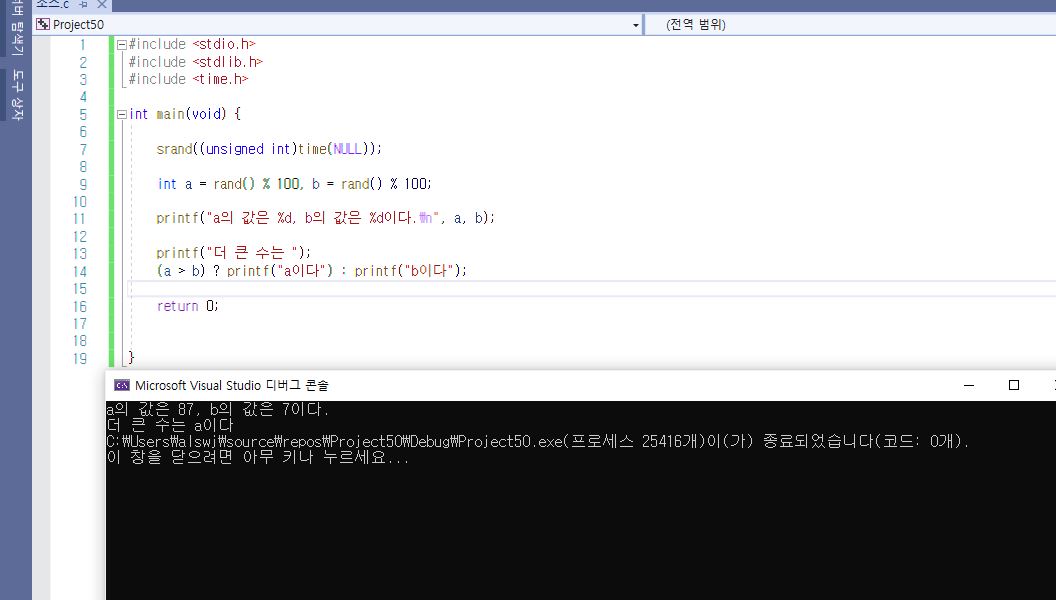 소스.c
Project50
(전역 범위)
서버 탐색기
도구 상자
1 #include <stdio.h>
2 #include <stdlib.h>
3 #include <time.h>
4
5 int main(void) {
6
7 srand((unsigned int)time(NULL));
8
9 int a = rand() % 100, b = rand() % 100;
10
11 printf("a의 값은 %d, b의 값은 %d이다.₩n", a, b);
12
13 printf("더 큰 수는 ");
14 (a > b) ? printf("a이다") : printf("b이다");
15
16 return 0;
17
18
19 }
Microsoft Visual Studio 디버그 콘솔
a의 값은 87, b의 값은 7이다.
더 큰 수는 a이다
C:₩Users₩alswj₩source₩repos₩Project50₩Debug₩Project50.exe(프로세스 25416개)이(가) 종료되었습니다(코드: 0개).
이 창을 닫으려면 아무 키나 누르세요...